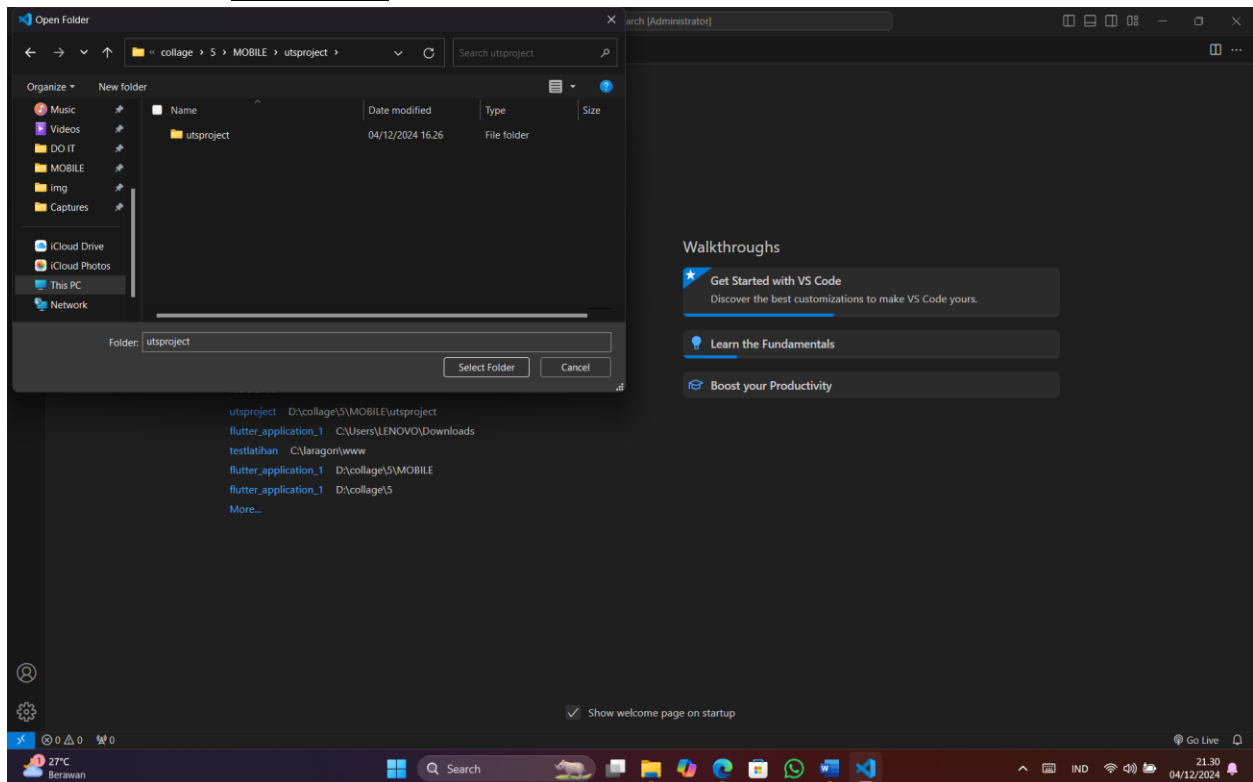 Open Folder
arch [Administrator]
« collage > 5 > MOBILE > utsproject >
Search utsproject
Organize
New folder
Name
Date modified
Type
Size
Music
Videos
DO IT
MOBILE
img
Captures
iCloud Drive
iCloud Photos
This PC
Network
utsproject
04/12/2024 16.26
File folder
Folder:
utsproject
Select Folder
Cancel
Walkthroughs
Get Started with VS Code
Discover the best customizations to make VS Code yours.
Learn the Fundamentals
Boost your Productivity
utsproject D:\collage\5\MOBILE\utsproject
flutter_application_1 C:\Users\LENOVO\Downloads
testlatihan C:\laragon\www
flutter_application_1 D:\collage\5\MOBILE
flutter_application_1 D:\collage\5
More...
Show welcome page on startup
0 0 0
Go Live
1
27°C
Berawan
Search
IND
21.30
04/12/2024